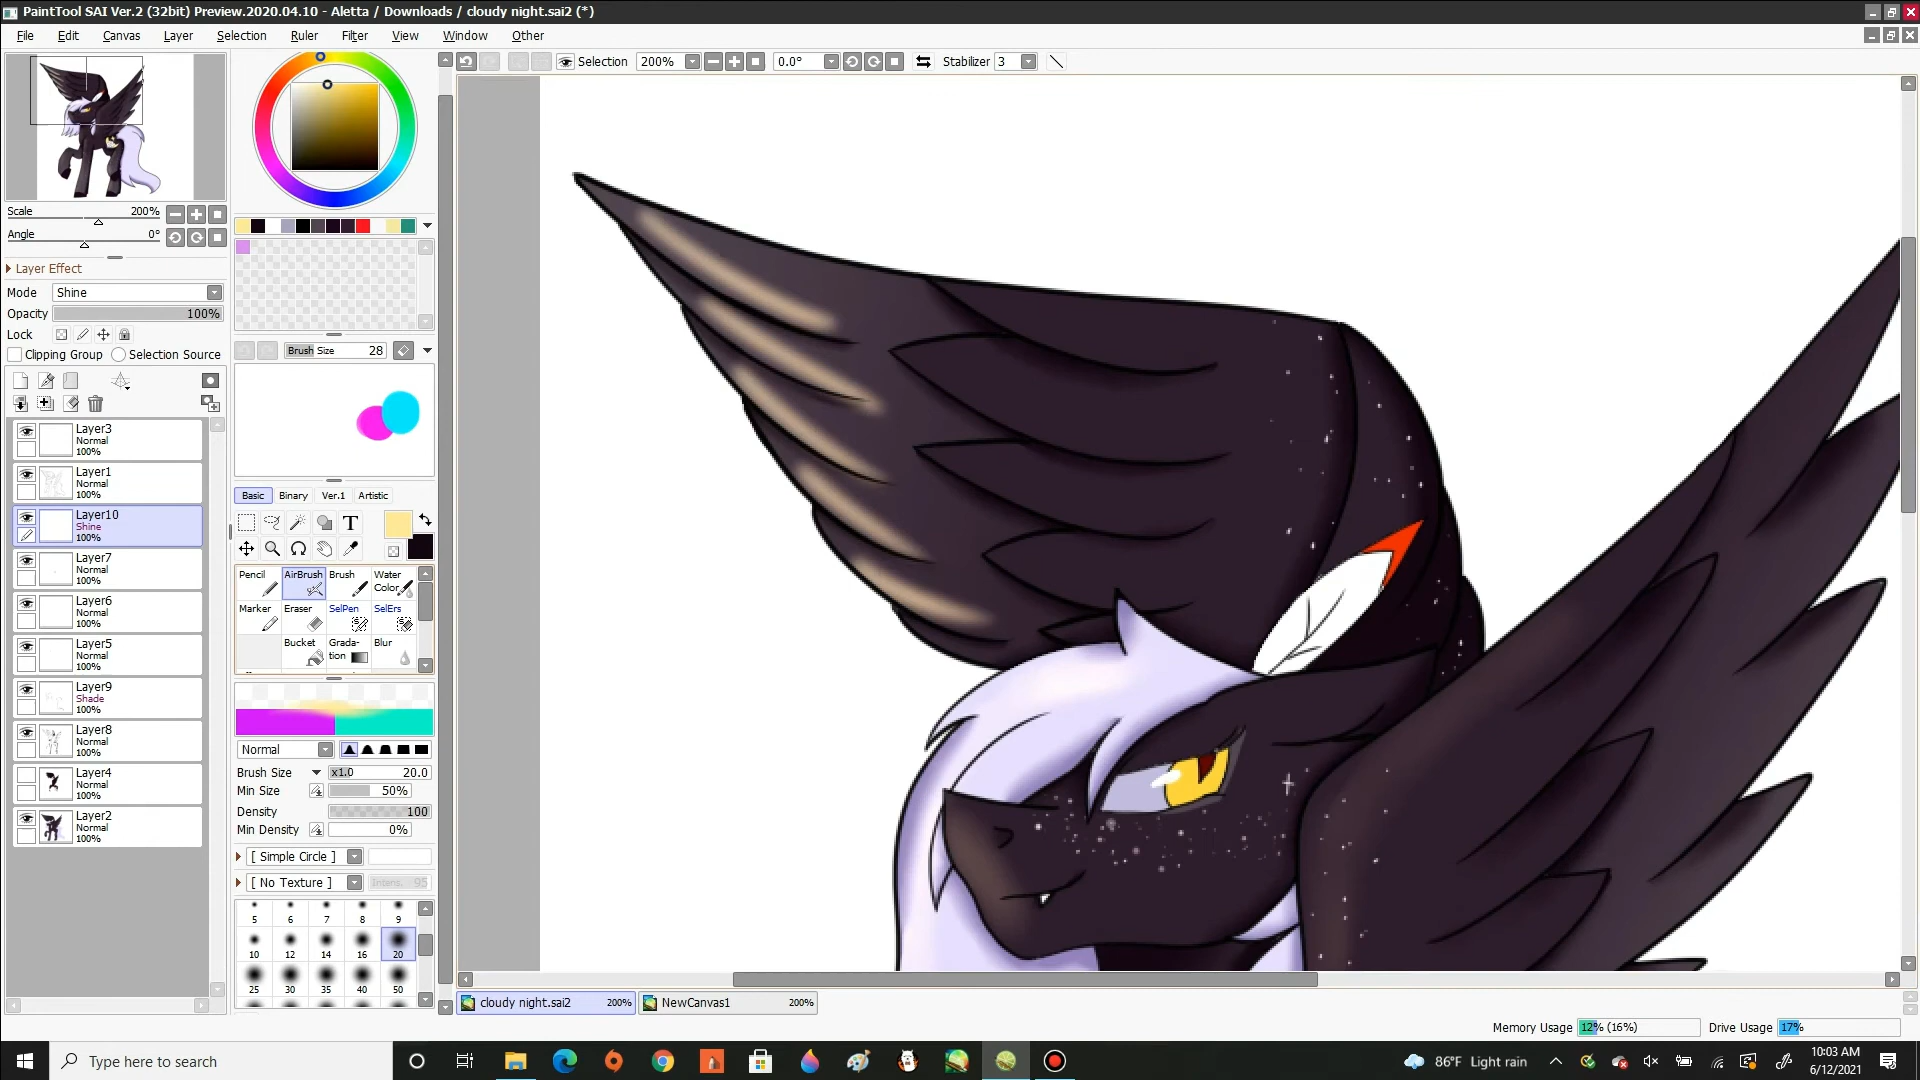 PaintTool SAI Ver.2 (32bit) Preview.2020.04.10 - Aletta / Downloads / cloudy night.sai2 (*)
File Edit Canvas Layer Selection Ruler Filter View Window Other
Selection 200% 0.0° Stabilizer 3
Scale 200%
Angle 0°
Layer Effect
Mode Shine
Opacity 100%
Lock
Clipping Group Selection Source
Layer3
Normal
100%
Layer1
Normal
100%
Layer10
Shine
100%
Layer7
Normal
100%
Layer6
Normal
100%
Layer5
Normal
100%
Layer9
Shade
100%
Layer8
Normal
100%
Layer4
Normal
100%
Layer2
Normal
100%
Brush Size 28
Basic Binary Ver.1 Artistic
T
Pencil AirBrush Brush Water Color
Marker Eraser SelPen SelErs
Bucket Gradation Blur
Normal
Brush Size x1.0 20.0
Min Size 50%
Density 100
Min Density 0%
[ Simple Circle ]
[ No Texture ] Intens. 95
5 6 7 8 9
10 12 14 16 20
25 30 35 40 50
cloudy night.sai2 200% NewCanvas1 200%
Memory Usage 12% (16%) Drive Usage 17%
Type here to search
86°F Light rain
10:03 AM
6/12/2021